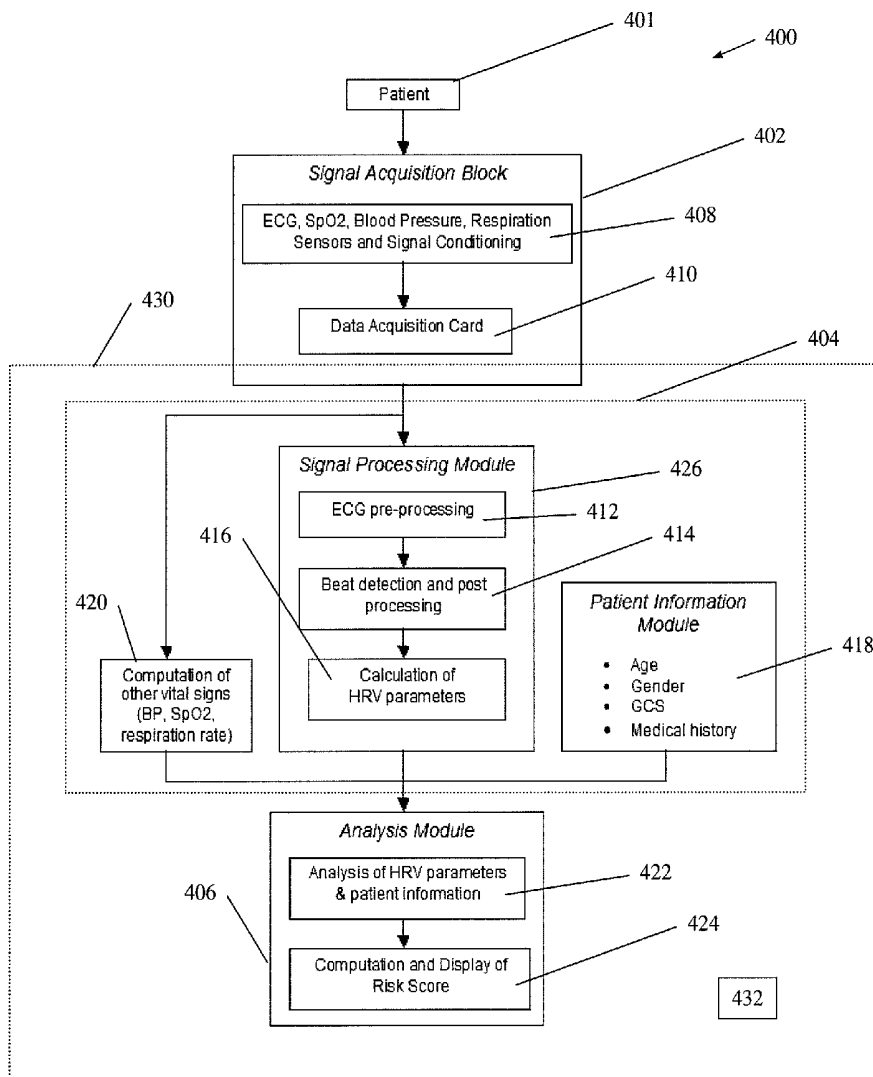 401
400
Patient
402
Signal Acquisition Block
ECG, SpO2, Blood Pressure, Respiration
Sensors and Signal Conditioning
408
410
430
Data Acquisition Card
404
Signal Processing Module
426
ECG pre-processing
412
416
414
Beat detection and post
processing
420
Patient Information
Module
Computation of
other vital signs
(BP, SpO2,
respiration rate)
Calculation of
HRV parameters
• Age
• Gender
• GCS
• Medical history
418
Analysis Module
Analysis of HRV parameters
& patient information
422
406
424
Computation and Display of
Risk Score
432